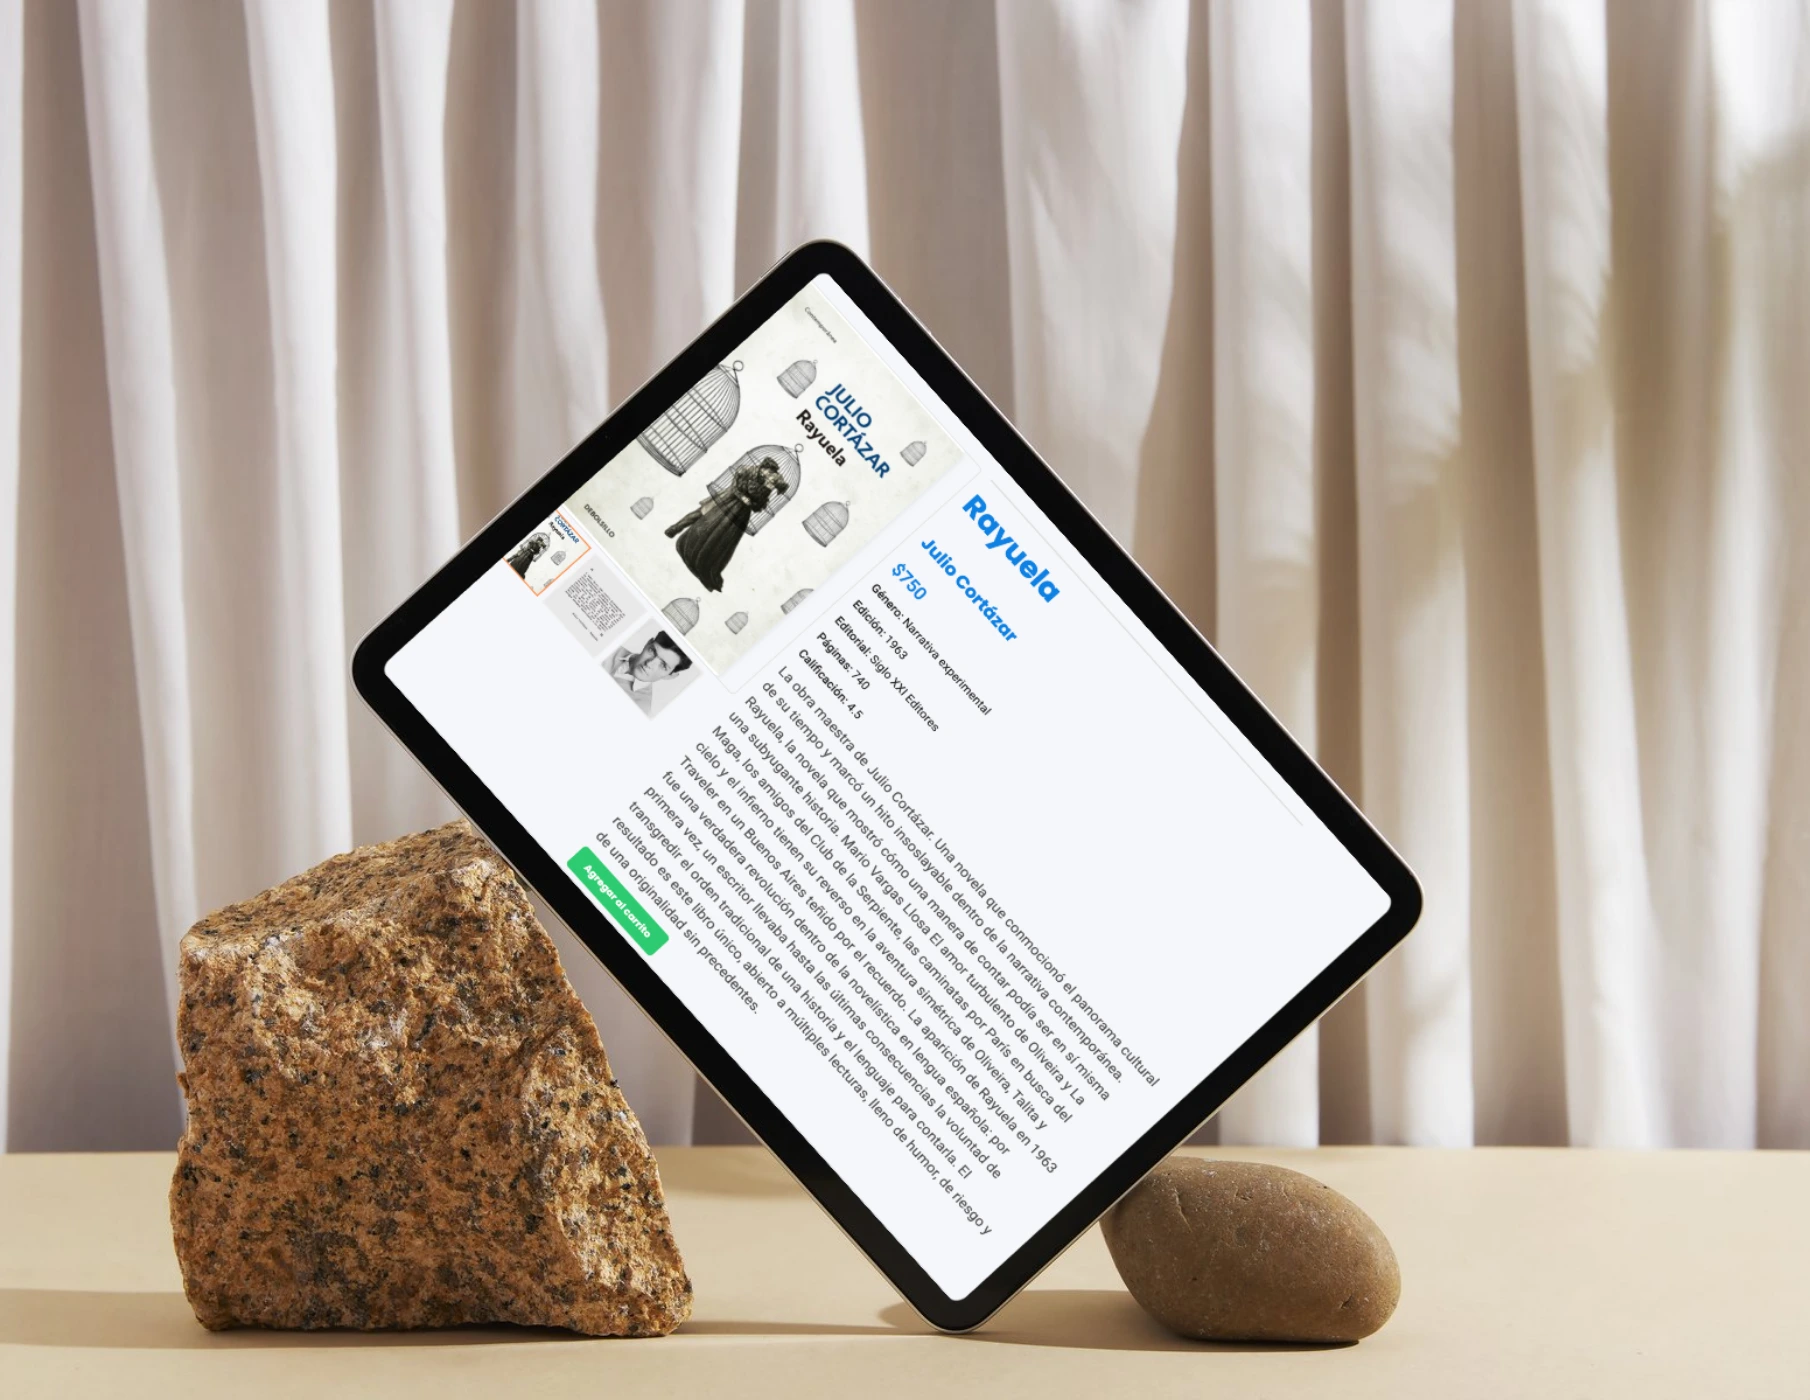 Contemporánea
JULIO
CORTÁZAR
Rayuela
DEBOLSILLO
CORTÁZAR
Rayuela
Rayuela
Julio Cortázar
$750
Género: Narrativa experimental
Edición: 1963
Editorial: Siglo XXI Editores
Páginas: 740
Calificación: 4.5
La obra maestra de Julio Cortázar. Una novela que conmocionó el panorama cultural
de su tiempo y marcó un hito insoslayable dentro de la narrativa contemporánea.
Rayuela, la novela que mostró cómo una manera de contar podía ser en sí misma
una subyugante historia. Mario Vargas Llosa El amor turbulento de Oliveira y La
Maga, los amigos del Club de la Serpiente, las caminatas por París en busca del
cielo y el infierno tienen su reverso en la aventura simétrica de Oliveira, Talita y
Traveler en un Buenos Aires teñido por el recuerdo. La aparición de Rayuela en 1963
fue una verdadera revolución dentro de la novelística en lengua española: por
primera vez, un escritor llevaba hasta las últimas consecuencias la voluntad de
transgredir el orden tradicional de una historia y el lenguaje para contarla. El
resultado es este libro único, abierto a múltiples lecturas, lleno de humor, de riesgo y
de una originalidad sin precedentes.
Agregar al carrito